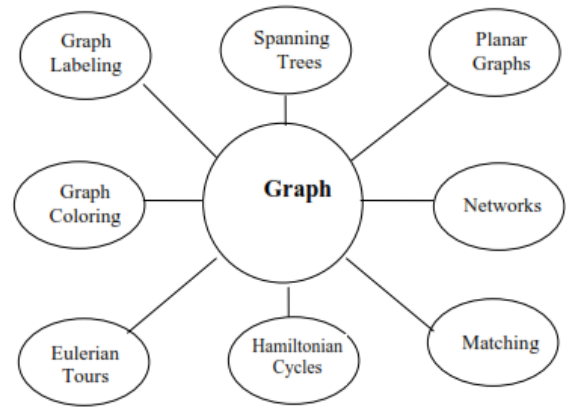 Graph
Labeling
Spanning
Trees
Planar
Graphs
Graph
Coloring
Graph
Networks
Eulerian
Tours
Hamiltonian
Cycles
Matching